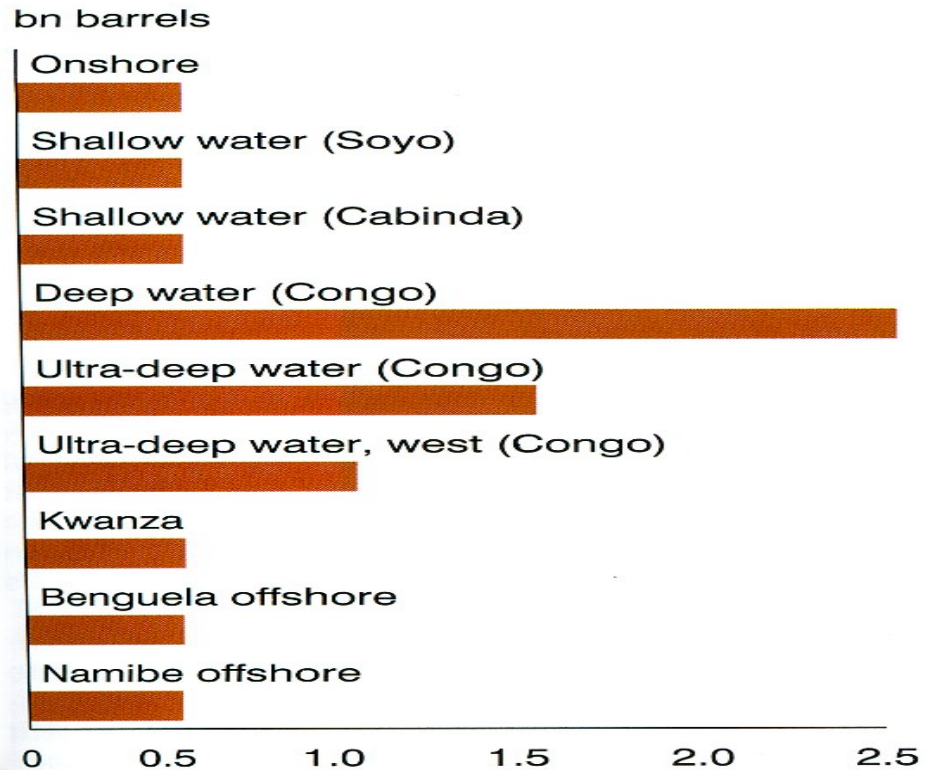 bn barrels
Onshore
Shallow water (Soyo)
Shallow water (Cabinda)
Deep water (Congo)
Ultra-deep water (Congo)
Ultra-deep water, west (Congo)
Kwanza
Benguela offshore
Namibe offshore
0 0.5 1.0 1.5 2.0 2.5